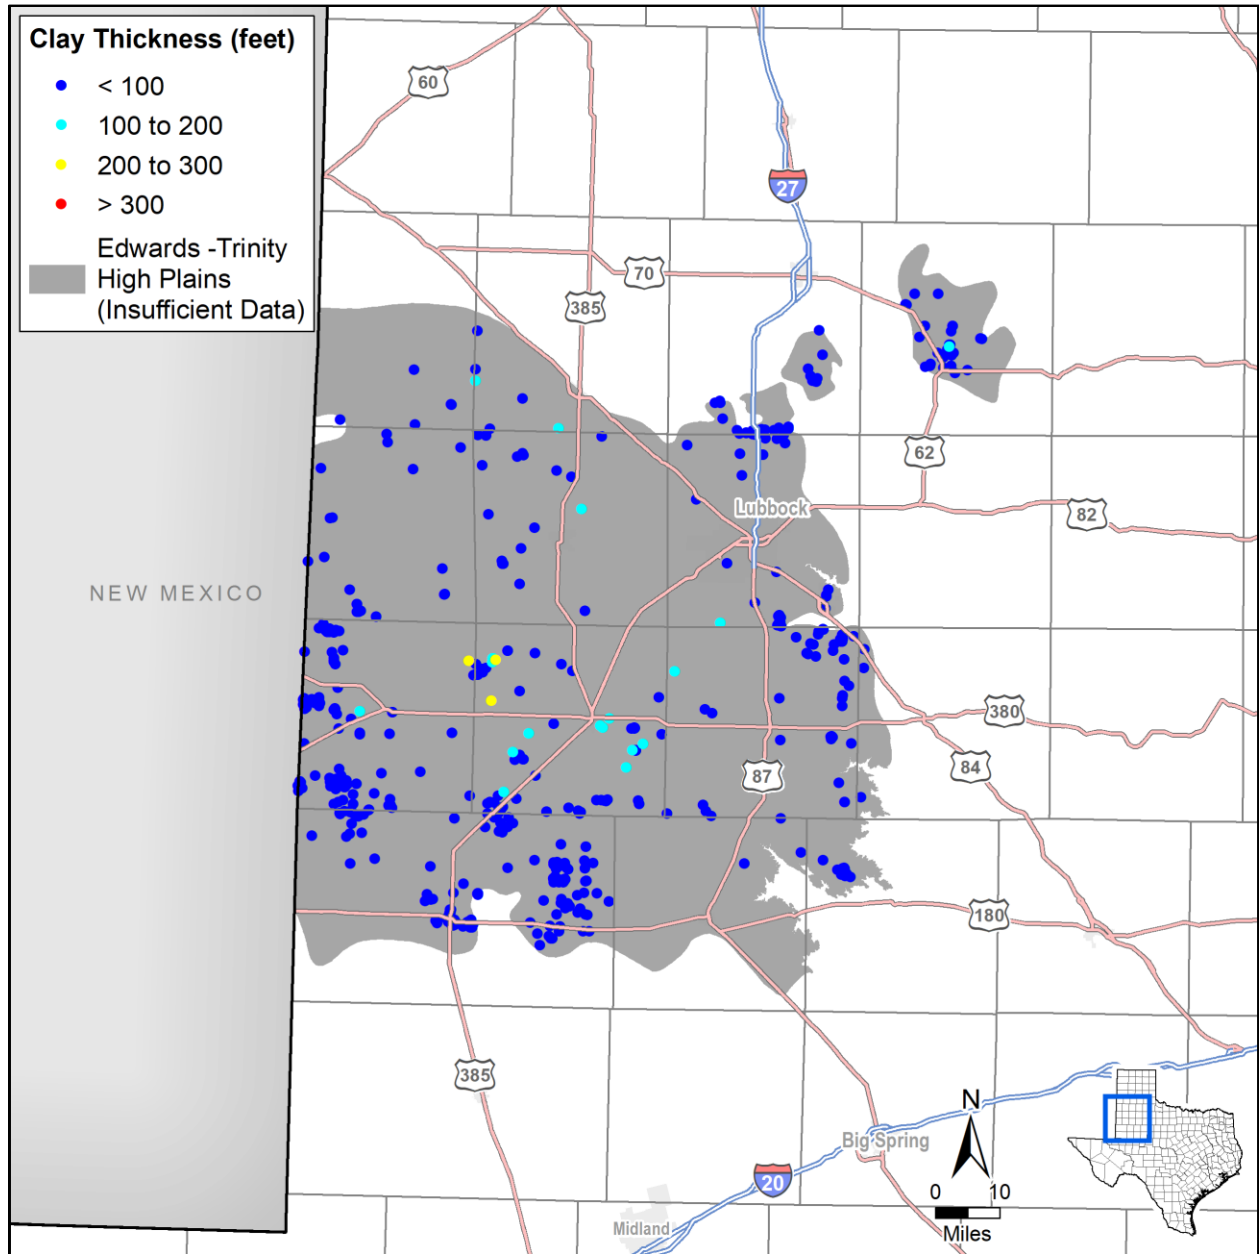 Clay Thickness (feet)
< 100
100 to 200
200 to 300
> 300
Edwards -Trinity
High Plains
(Insufficient Data)
60
27
70
385
62
Lubbock
82
NEW MEXICO
380
84
87
180
385
N
Big Spring
20
0 10
Miles
Midland